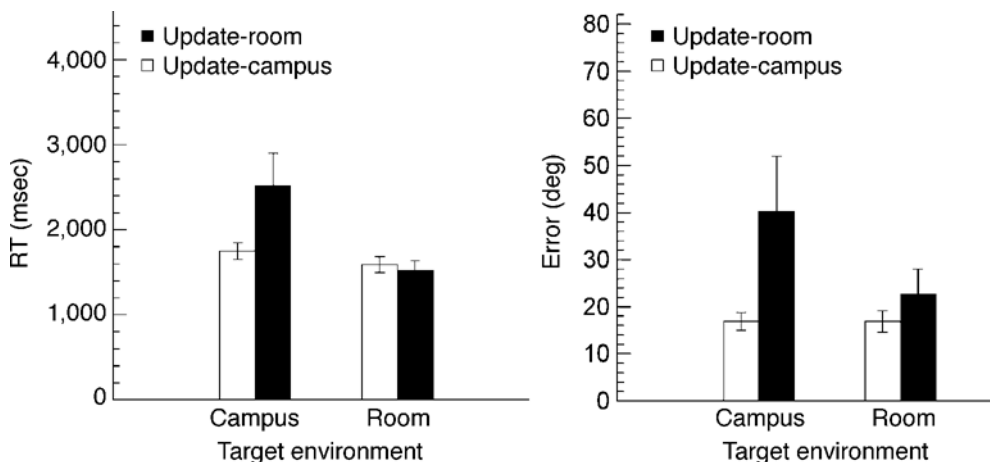 Update-room
Update-campus
4,000
3,000
2,000
1,000
0
RT (msec)
Campus Room
Target environment
Update-room
Update-campus
80
70
60
50
40
30
20
10
0
Error (deg)
Campus Room
Target environment